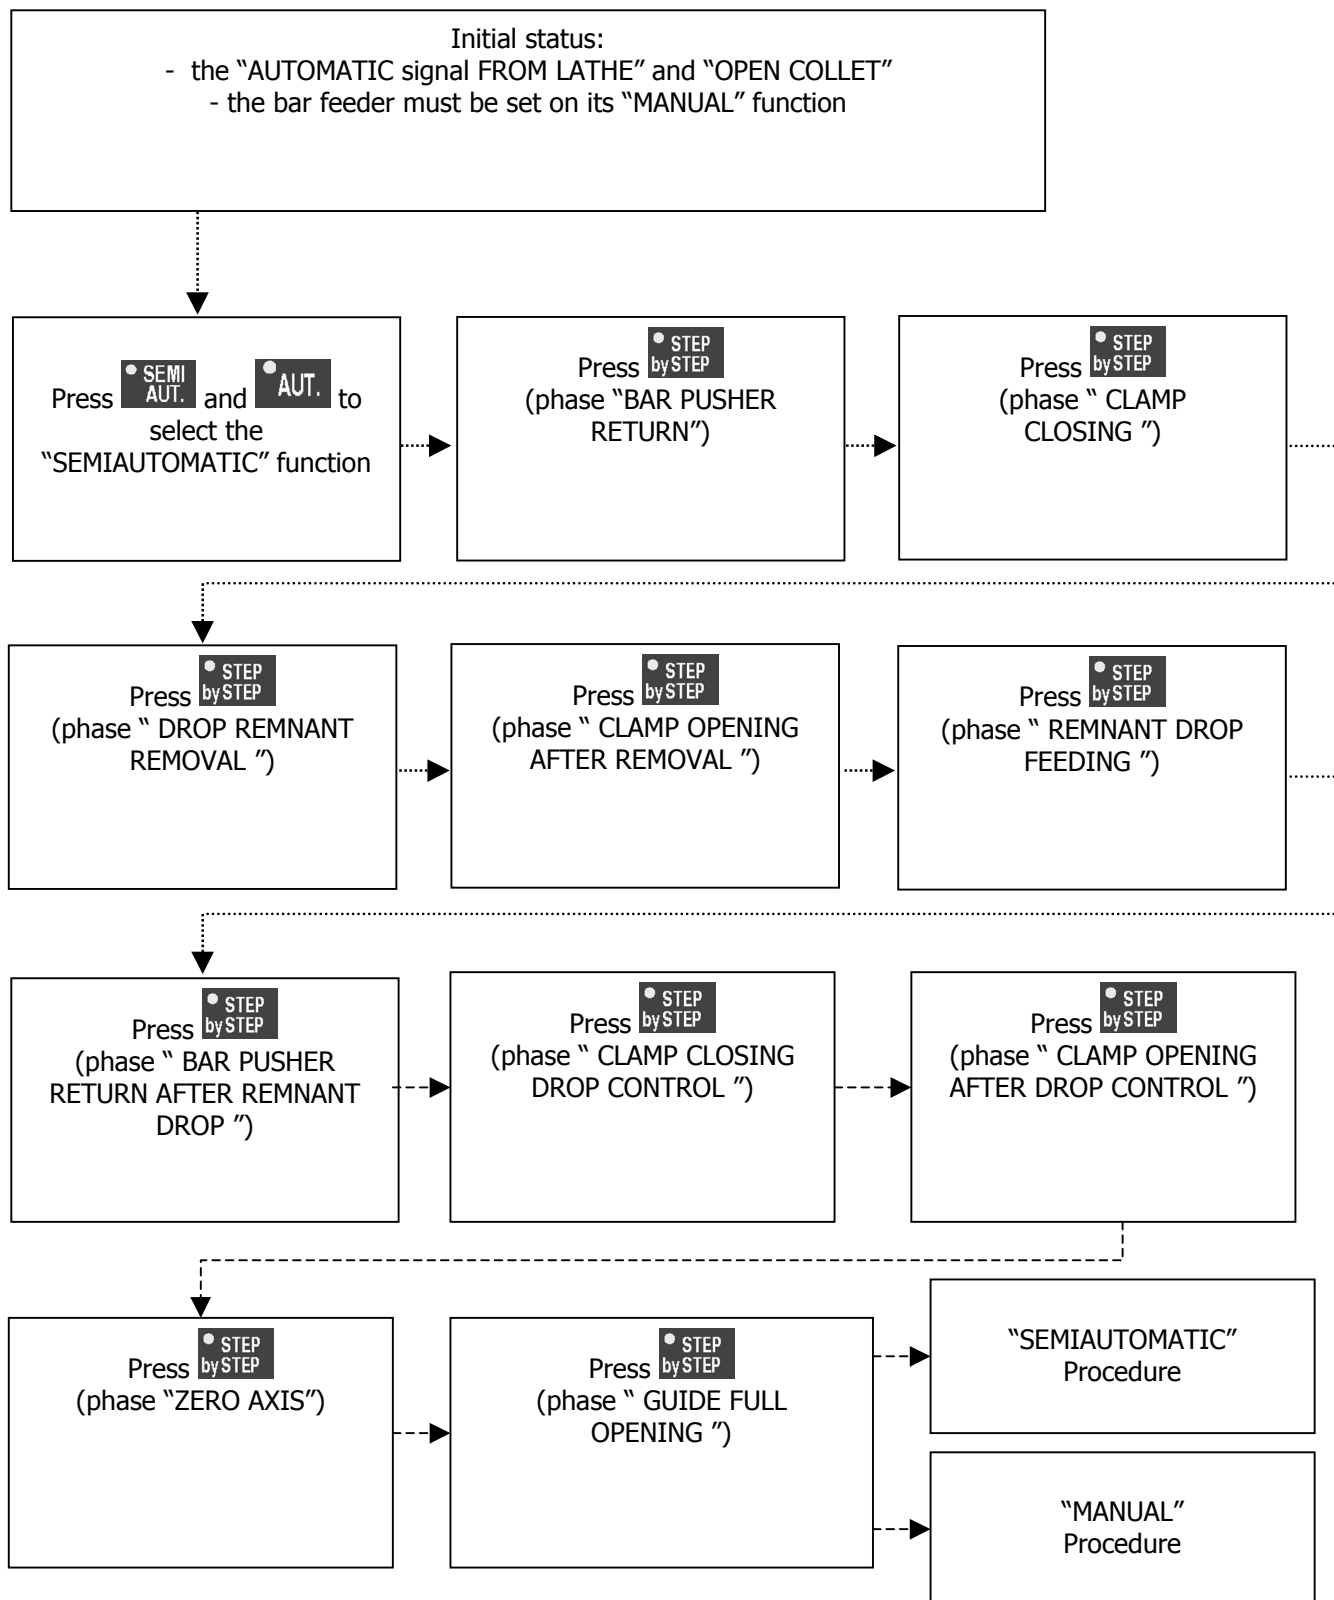 Initial status:
- the “AUTOMATIC signal FROM LATHE” and “OPEN COLLET”
- the bar feeder must be set on its “MANUAL” function
Press SEMI AUT. and AUT. to
select the
“SEMIAUTOMATIC” function
Press STEP by STEP
(phase “BAR PUSHER
RETURN”)
Press STEP by STEP
(phase “ CLAMP
CLOSING ”)
Press STEP by STEP
(phase “ DROP REMNANT
REMOVAL ”)
Press STEP by STEP
(phase “ CLAMP OPENING
AFTER REMOVAL ”)
Press STEP by STEP
(phase “ REMNANT DROP
FEEDING ”)
Press STEP by STEP
(phase “ BAR PUSHER
RETURN AFTER REMNANT
DROP ”)
Press STEP by STEP
(phase “ CLAMP CLOSING
DROP CONTROL ”)
Press STEP by STEP
(phase “ CLAMP OPENING
AFTER DROP CONTROL ”)
Press STEP by STEP
(phase “ZERO AXIS”)
Press STEP by STEP
(phase “ GUIDE FULL
OPENING ”)
“SEMIAUTOMATIC”
Procedure
“MANUAL”
Procedure